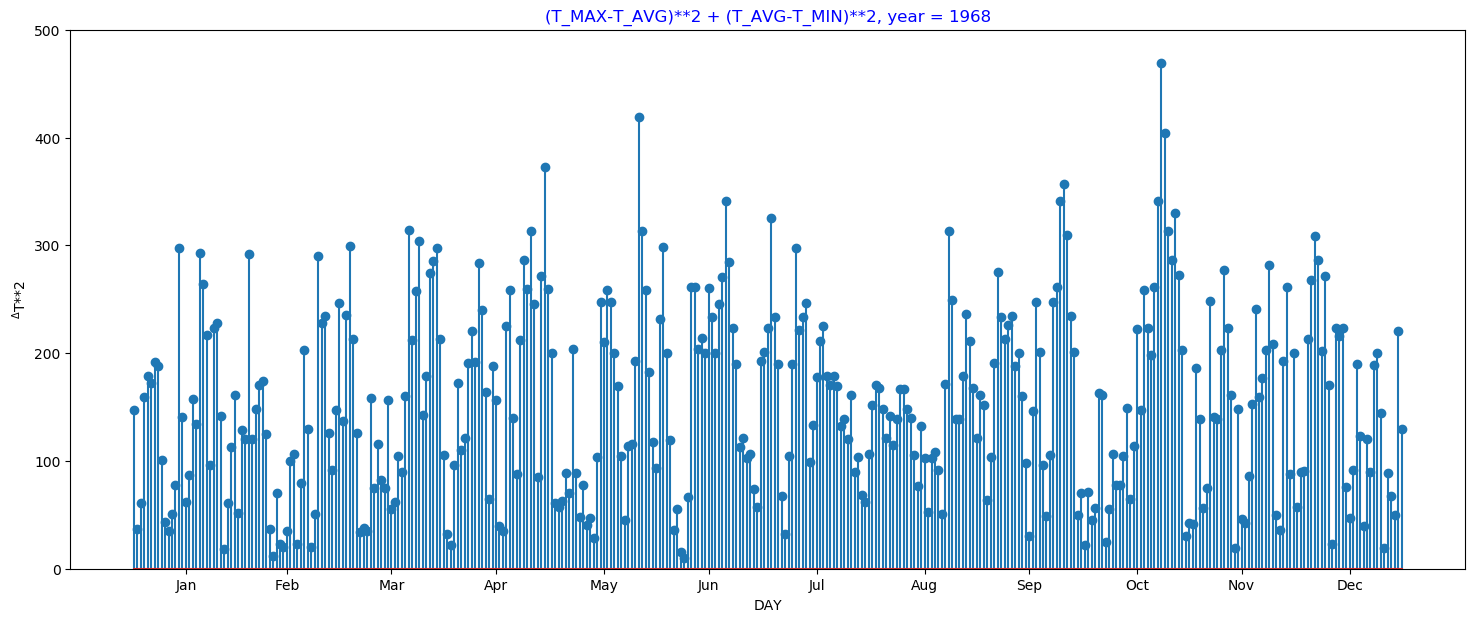 (T_MAX-T_AVG)**2 + (T_AVG-T_MIN)**2, year = 1968
500
400
300
200
100
0
ΔT**2
Jan Feb Mar Apr May Jun Jul Aug Sep Oct Nov Dec
DAY